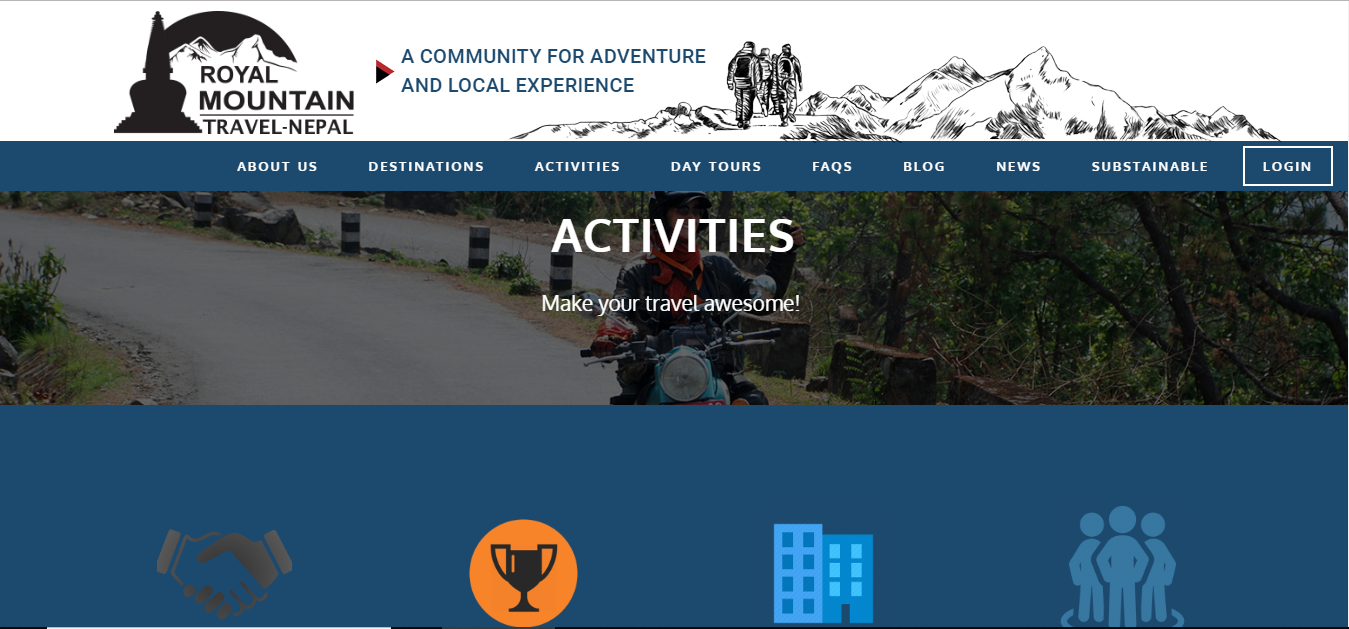 ROYAL
MOUNTAIN
TRAVEL-NEPAL
A COMMUNITY FOR ADVENTURE
AND LOCAL EXPERIENCE
ABOUT US DESTINATIONS ACTIVITIES DAY TOURS FAQS BLOG NEWS SUBSTAINABLE LOGIN
ACTIVITIES
Make your travel awesome!